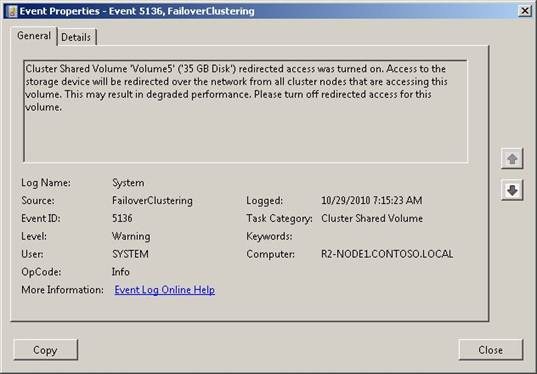 Event Properties - Event 5136, FailoverClustering
General Details
Cluster Shared Volume 'Volume5' ('35 GB Disk') redirected access was turned on. Access to the
storage device will be redirected over the network from all cluster nodes that are accessing this
volume. This may result in degraded performance. Please turn off redirected access for this
volume.
Log Name: System
Source: FailoverClustering Logged: 10/29/2010 7:15:23 AM
Event ID: 5136 Task Category: Cluster Shared Volume
Level: Warning Keywords:
User: SYSTEM Computer: R2-NODE1.CONTOSO.LOCAL
OpCode: Info
More Information: Event Log Online Help
Copy Close